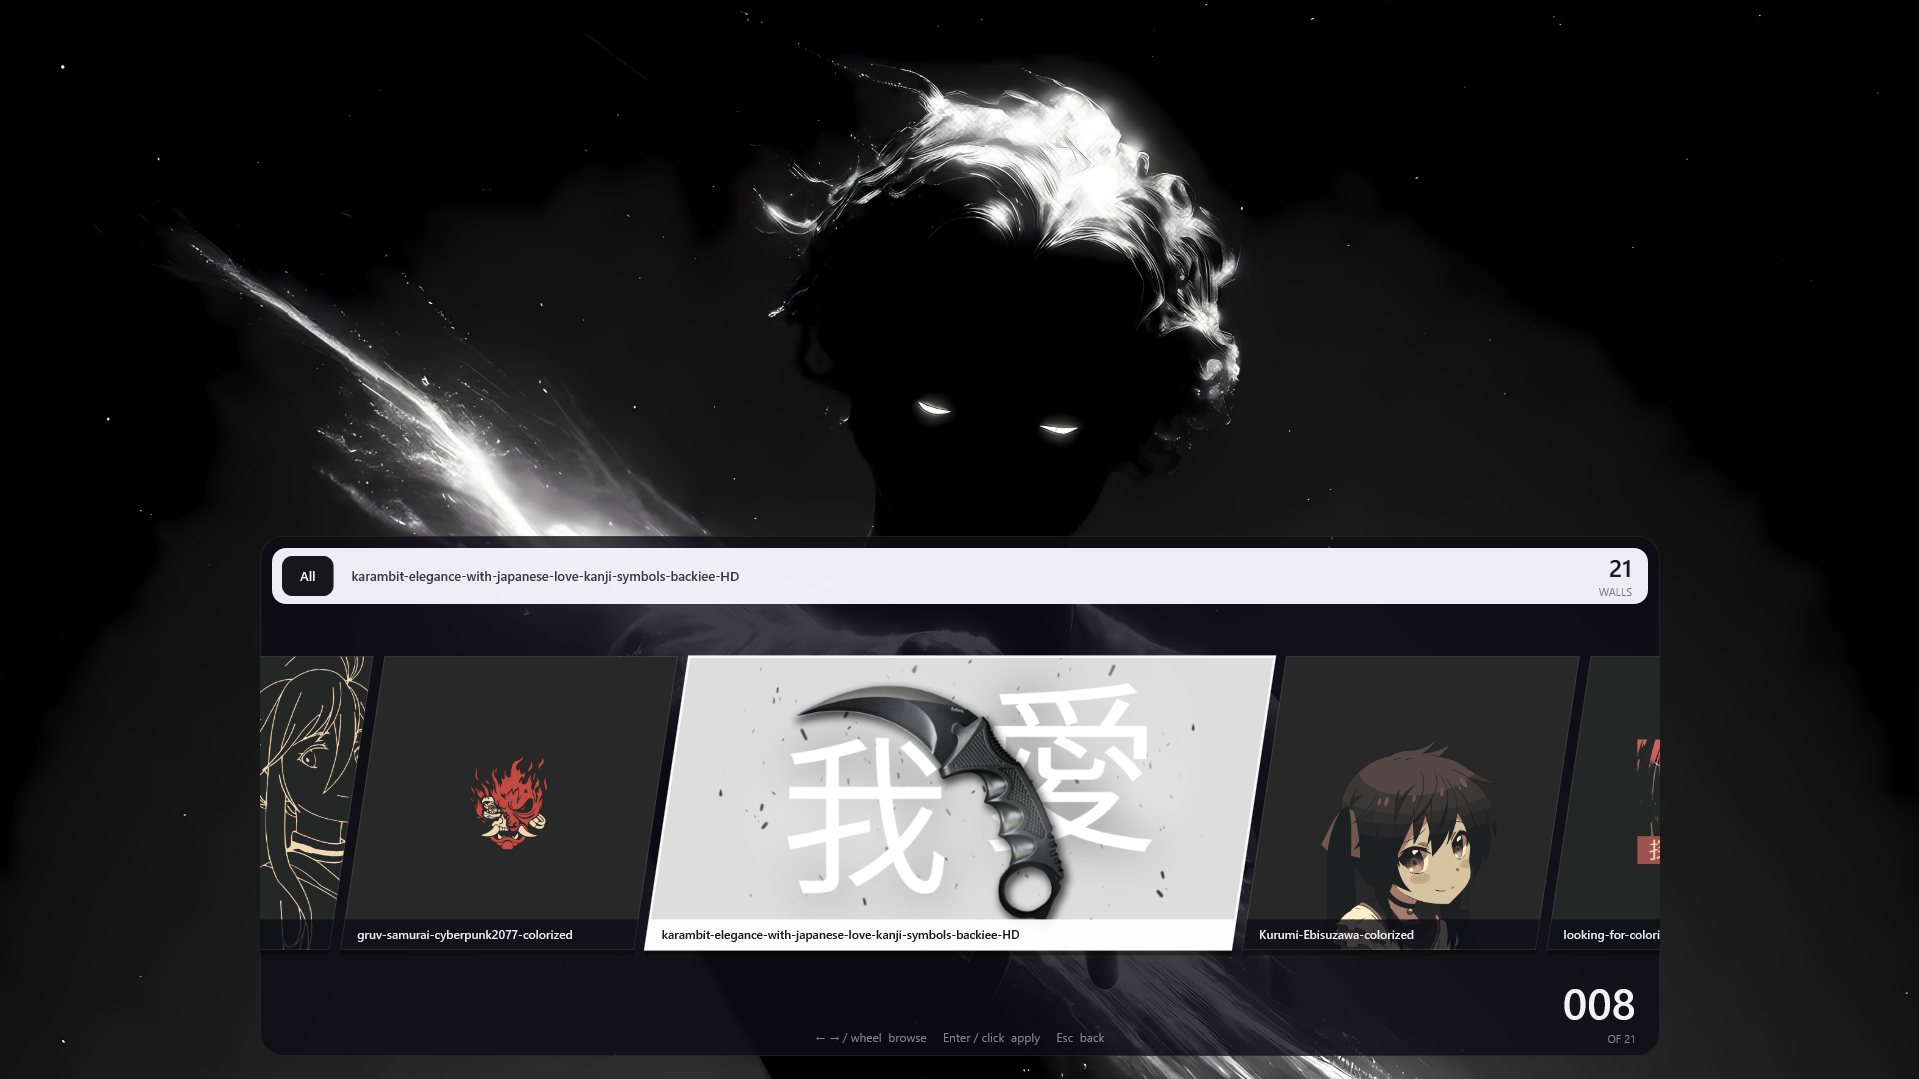 All
karambit-elegance-with-japanese-love-kanji-symbols-backiee-HD
21
WALLS
我
愛
gruv-samurai-cyberpunk2077-colorized
karambit-elegance-with-japanese-love-kanji-symbols-backiee-HD
Kurumi-Ebisuzawa-colorized
looking-for-colori
008
OF 21
← → / wheel browse Enter / click apply Esc back